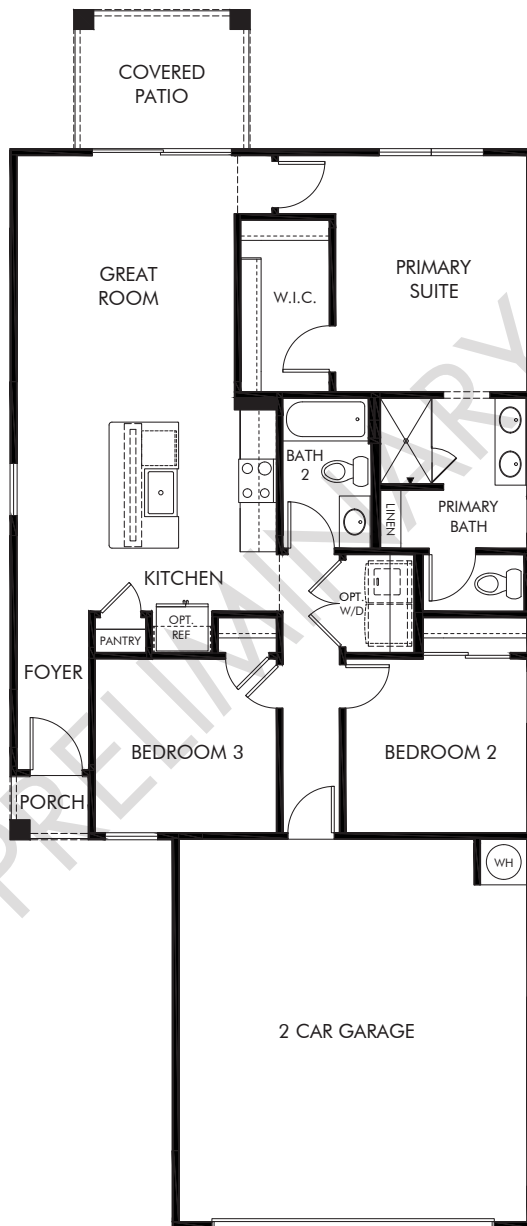 COVERED
PATIO
GREAT
ROOM
PRIMARY
SUITE
W.I.C.
BATH
2
LINEN
PRIMARY
BATH
KITCHEN
OPT.
W/D
OPT.
REF
PANTRY
FOYER
BEDROOM 3
BEDROOM 2
PORCH
WH
2 CAR GARAGE
PRELIMINARY